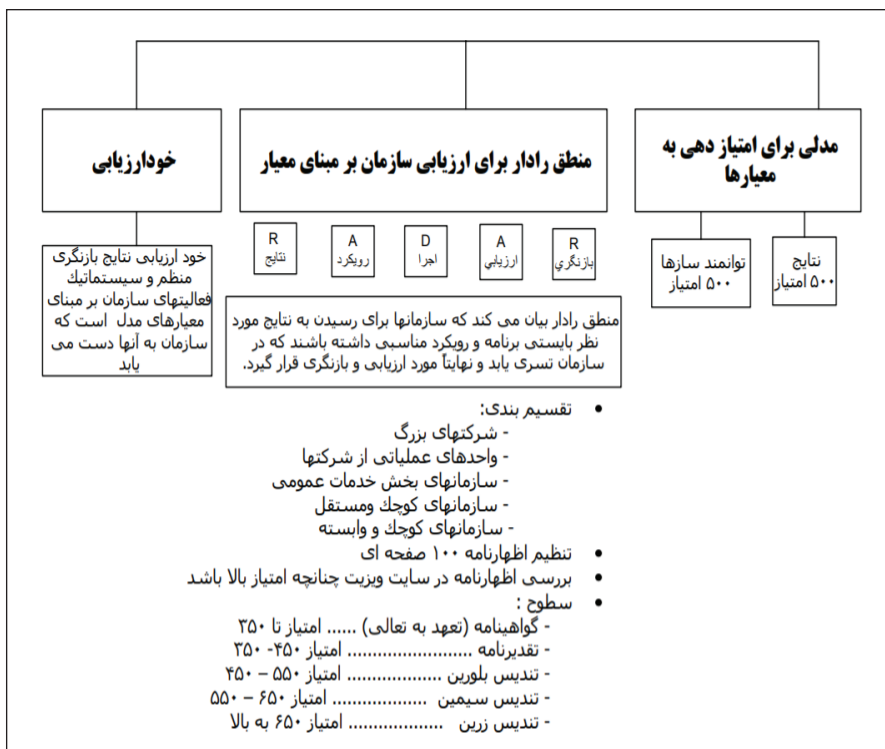 مدلی برای امتیاز دهی به
معیارها
منطق رادار برای ارزیابی سازمان بر مبنای معیار
خودارزیابی
نتایج
۵۰۰ امتیاز
توانمند سازها
۵۰۰ امتیاز
R
بازنگري
A
ارزيابي
D
اجرا
A
رویکرد
R
نتایج
منطق رادار بیان می کند که سازمانها برای رسیدن به نتایج مورد
نظر بایستی برنامه و رویکرد مناسبی داشته باشند که در
سازمان تسری یابد و نهایتاً مورد ارزیابی و بازنگری قرار گیرد.
خود ارزیابی نتایج بازنگری
منظم و سیستماتیك
فعالیتهای سازمان بر مبنای
معیارهای مدل است که
سازمان به آنها دست می
یابد
• تقسیم بندی:
- شرکتهای بزرگ
- واحدهای عملیاتی از شرکتها
- سازمانهای بخش خدمات عمومی
- سازمانهای کوچك ومستقل
- سازمانهای کوچك و وابسته
• تنظیم اظهارنامه ۱۰۰ صفحه ای
• بررسی اظهارنامه در سایت ویزیت چنانچه امتیاز بالا باشد
• سطوح :
- گواهینامه (تعهد به تعالی) ...... امتیاز تا ۳۵۰
- تقدیرنامه ......................... امتیاز ۴۵۰- ۳۵۰
- تندیس بلورین ................... امتیاز ۵۵۰ – ۴۵۰
- تندیس سیمین ................... امتیاز ۶۵۰ – ۵۵۰
- تندیس زرین ................... امتیاز ۶۵۰ به بالا